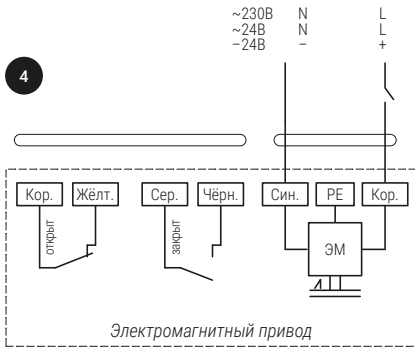 ~230В N L
~24В N L
−24В − +
4
Кор. Жёлт. Сер. Чёрн. Син. PE Кор.
открыт
закрыт
ЭМ
Электромагнитный привод